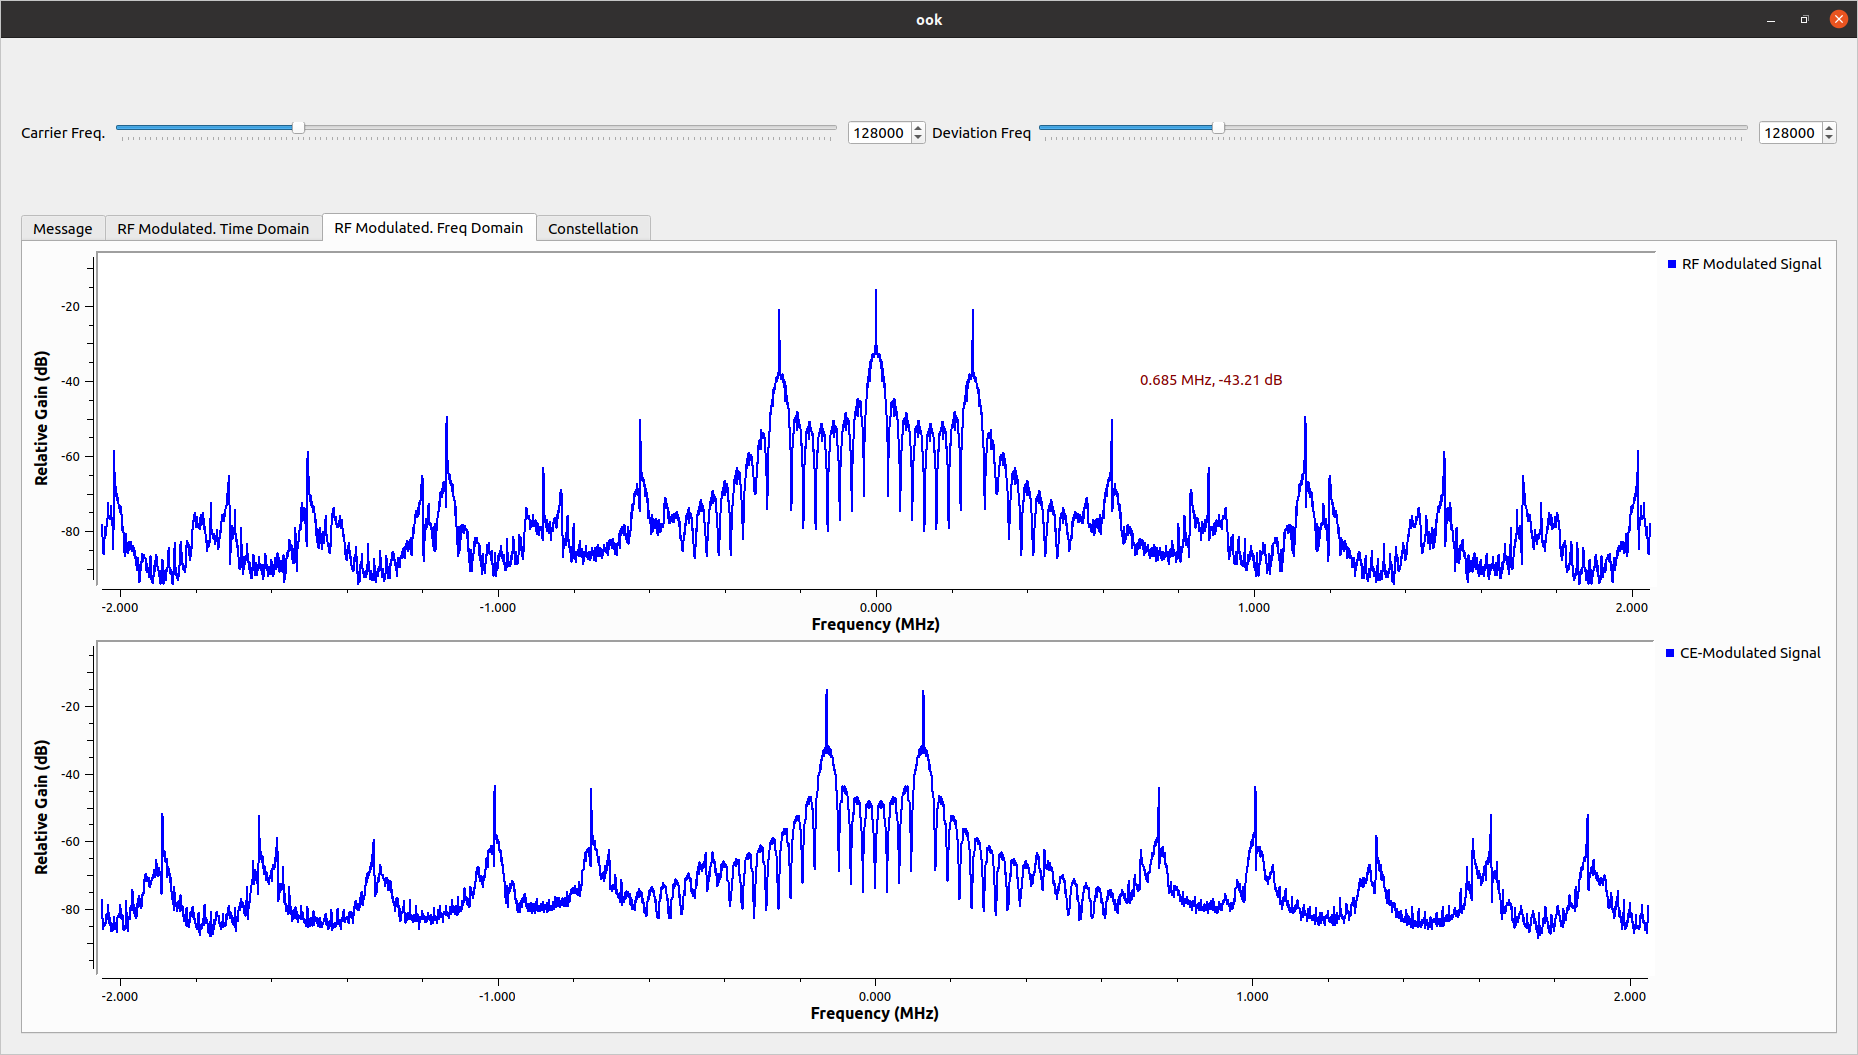 ook
Carrier Freq. 128000 Deviation Freq 128000
Message RF Modulated. Time Domain RF Modulated. Freq Domain Constellation
RF Modulated Signal
-20
-40
-60
-80
Relative Gain (dB)
0.685 MHz, -43.21 dB
-2.000 -1.000 0.000 1.000 2.000
Frequency (MHz)
CE-Modulated Signal
-20
-40
-60
-80
Relative Gain (dB)
-2.000 -1.000 0.000 1.000 2.000
Frequency (MHz)